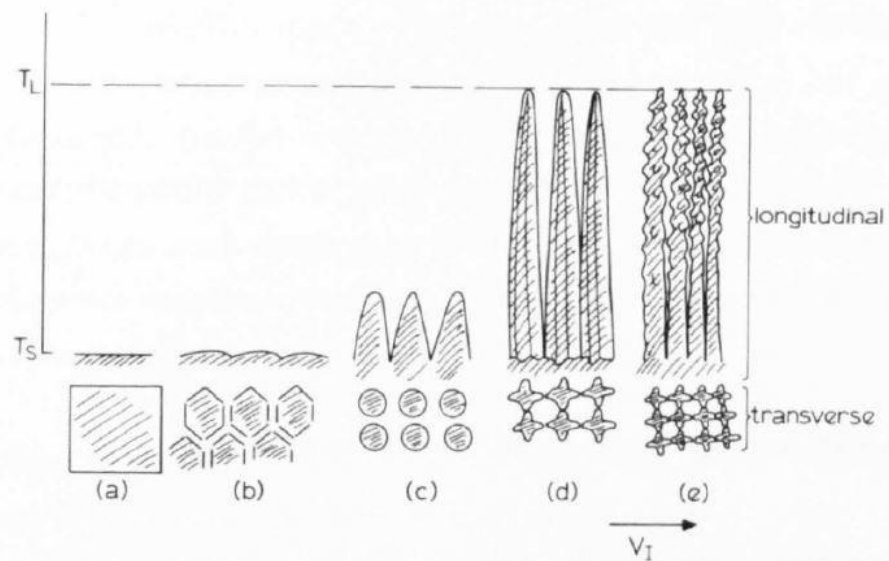 T_L
longitudinal
T_S
transverse
(a) (b) (c) (d) (e)
V_I